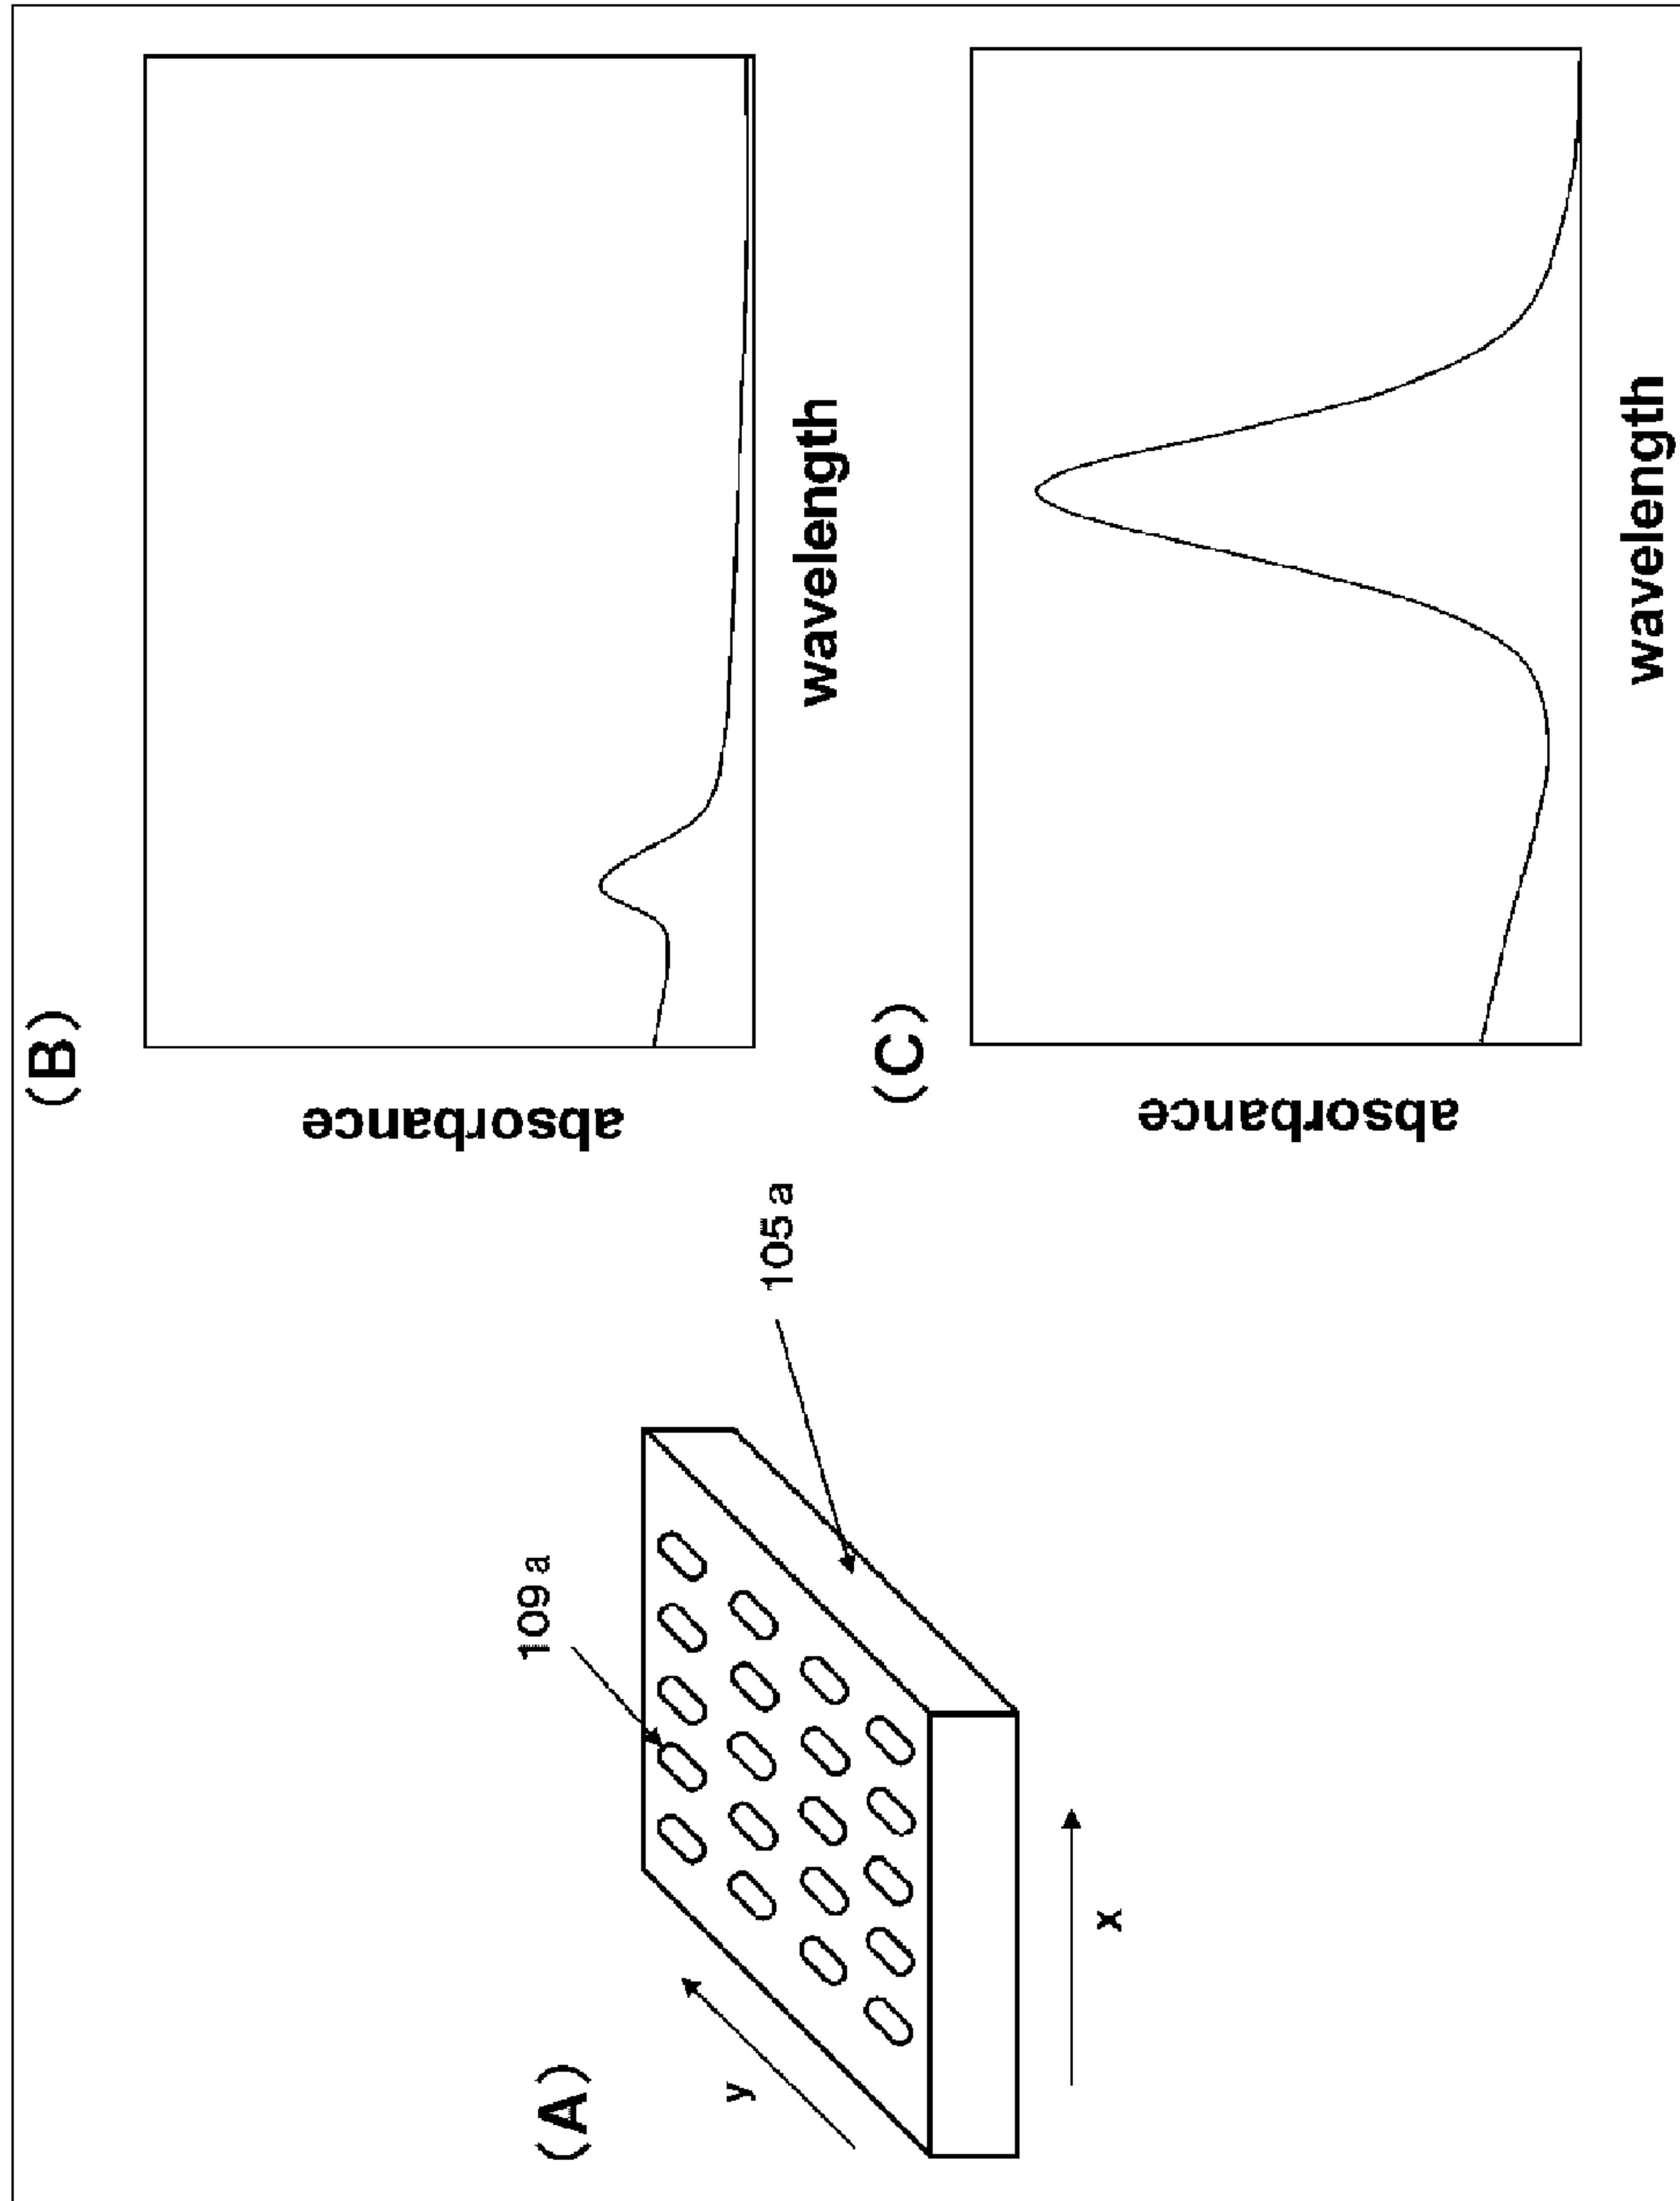 (A)
109a
105a
y
x
(B)
absorbance
wavelength
(C)
absorbance
wavelength